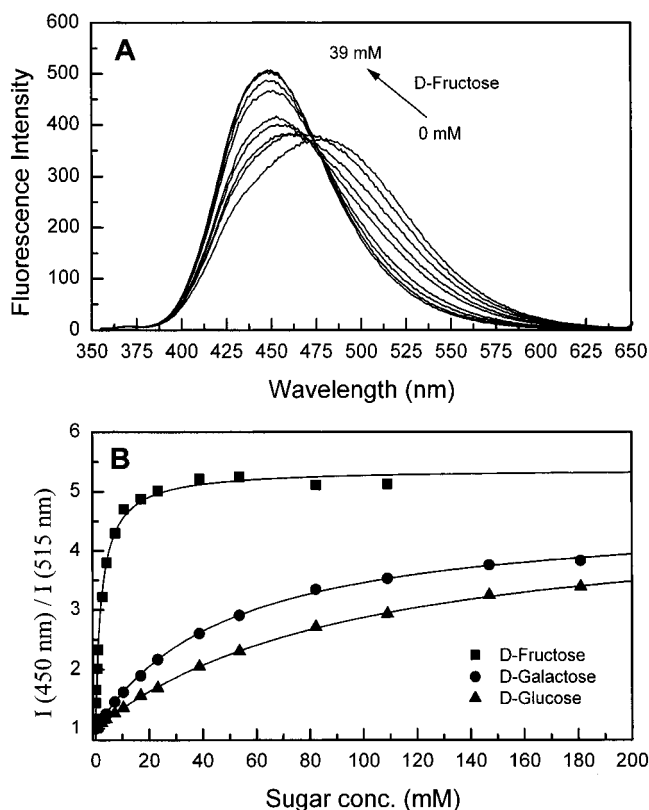 600
500
400
300
200
100
0
Fluorescence Intensity
A
39 mM
D-Fructose
0 mM
350 375 400 425 450 475 500 525 550 575 600 625 650
Wavelength (nm)
6
5
4
3
2
1
I (450 nm) / I (515 nm)
B
D-Fructose
D-Galactose
D-Glucose
0 20 40 60 80 100 120 140 160 180 200
Sugar conc. (mM)